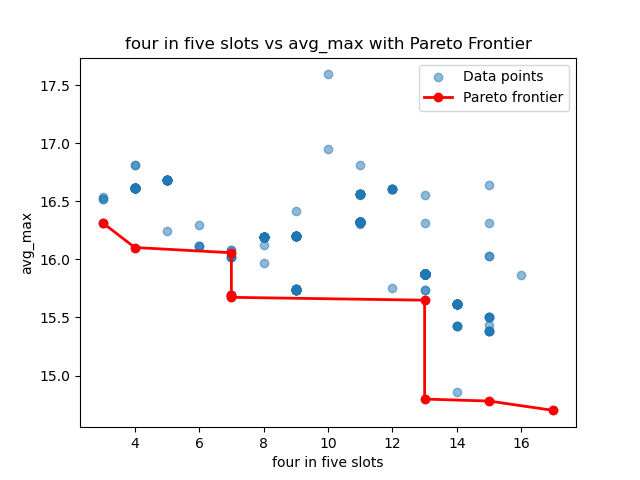 four in five slots vs avg_max with Pareto Frontier
Data points
Pareto frontier
17.5
17.0
16.5
16.0
15.5
15.0
avg_max
4 6 8 10 12 14 16
four in five slots